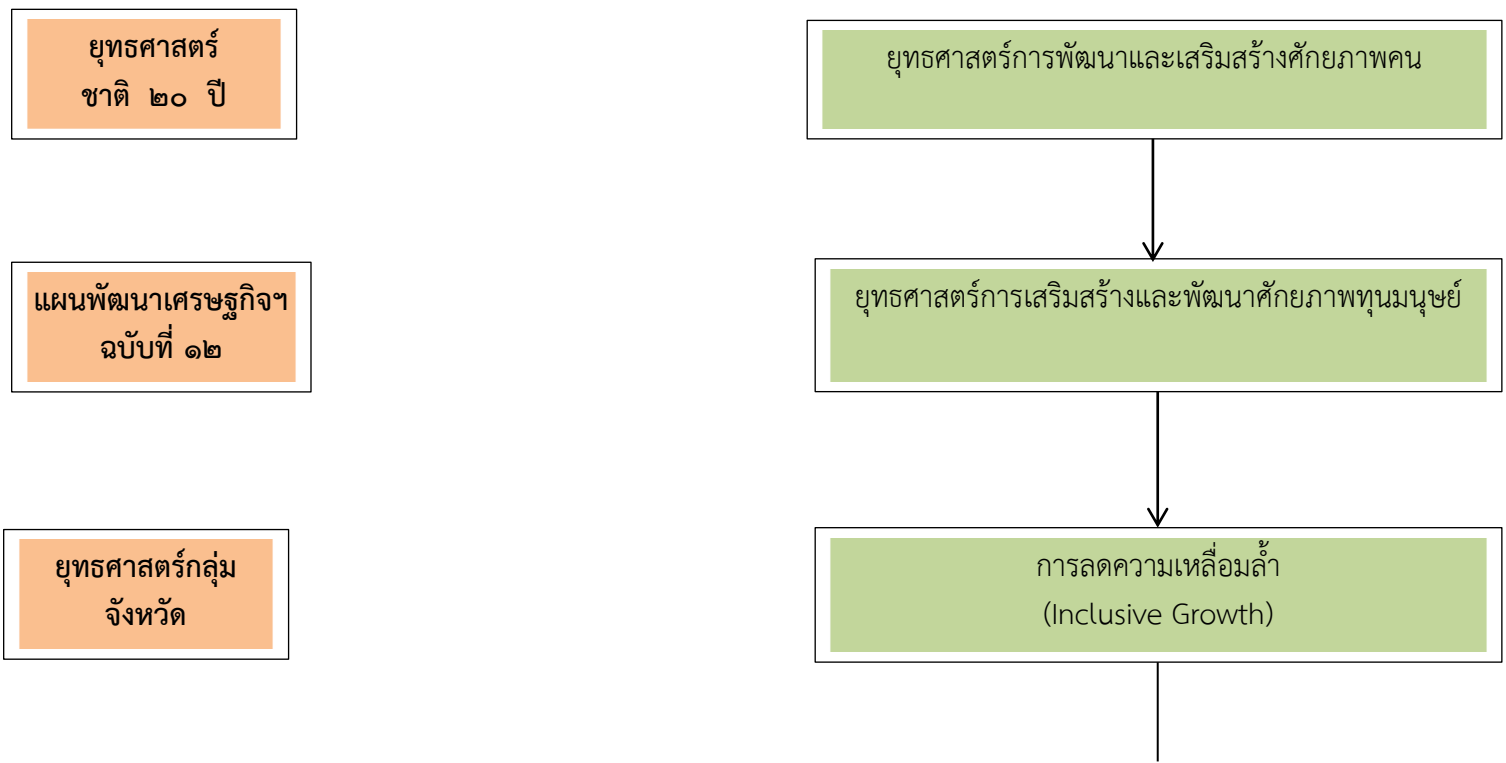 ยุทธศาสตร์
ชาติ ๒๐ ปี
ยุทธศาสตร์การพัฒนาและเสริมสร้างศักยภาพคน
แผนพัฒนาเศรษฐกิจฯ
ฉบับที่ ๑๒
ยุทธศาสตร์การเสริมสร้างและพัฒนาศักยภาพทุนมนุษย์
ยุทธศาสตร์กลุ่ม
จังหวัด
การลดความเหลื่อมล้ำ
(Inclusive Growth)